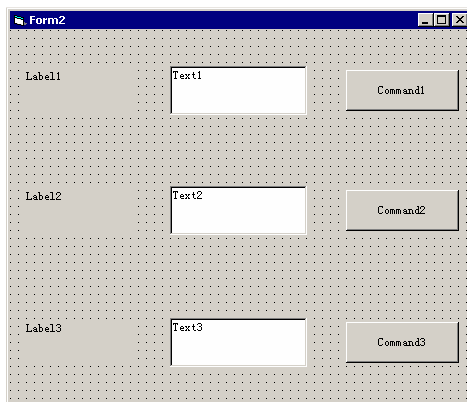 Form2
Label1 Text1 Command1
Label2 Text2 Command2
Label3 Text3 Command3